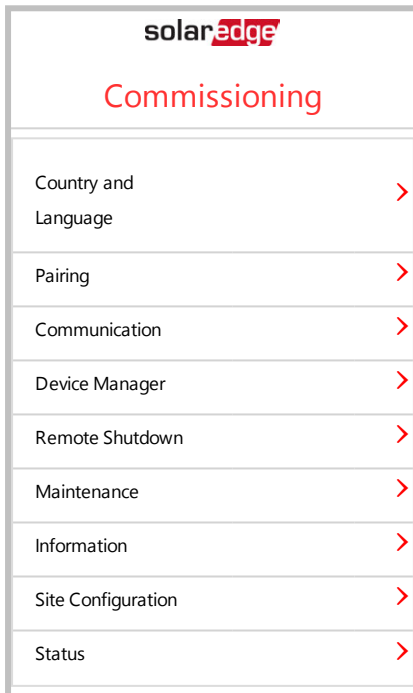 solaredge
Commissioning
Country and
Language
Pairing
Communication
Device Manager
Remote Shutdown
Maintenance
Information
Site Configuration
Status